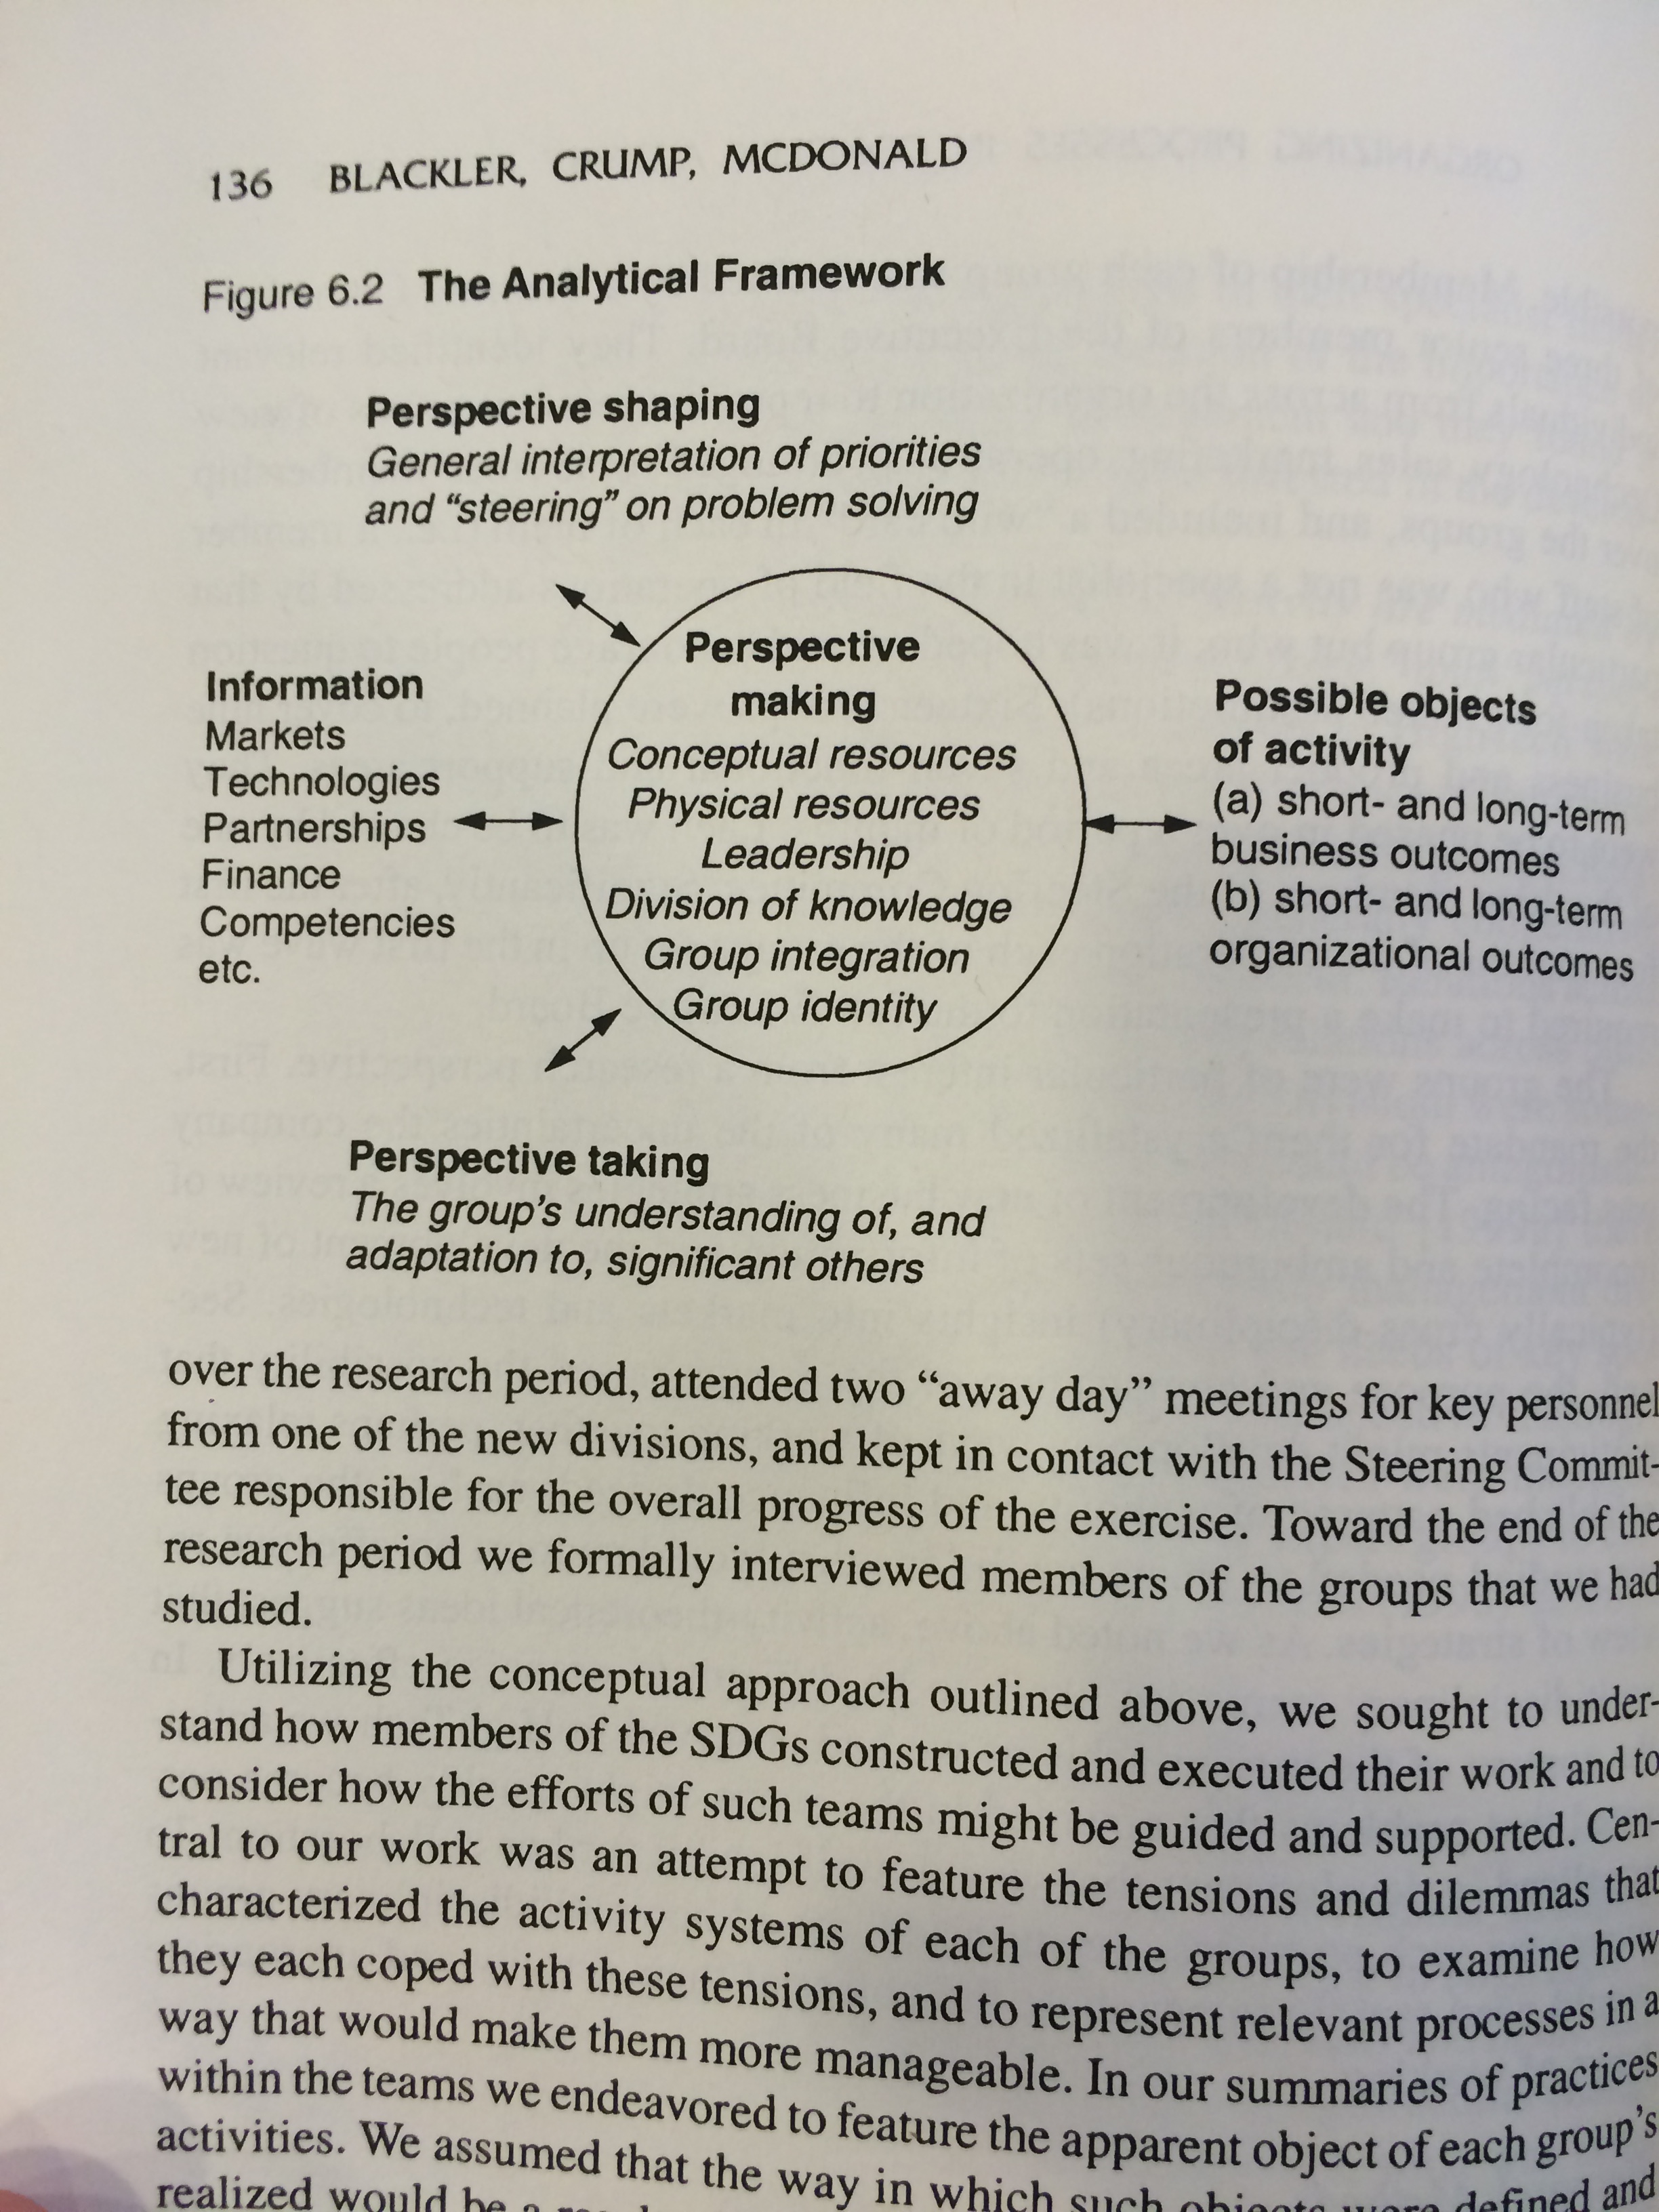 136 BLACKLER, CRUMP, MCDONALD
Figure 6.2 The Analytical Framework
Perspective shaping
General interpretation of priorities
and “steering” on problem solving
Information
Markets
Technologies
Partnerships
Finance
Competencies
etc.
Perspective
making
Conceptual resources
Physical resources
Leadership
Division of knowledge
Group integration
Group identity
Possible objects
of activity
(a) short- and long-term
business outcomes
(b) short- and long-term
organizational outcomes
Perspective taking
The group’s understanding of, and
adaptation to, significant others
over the research period, attended two “away day” meetings for key personnel
from one of the new divisions, and kept in contact with the Steering Commit-
tee responsible for the overall progress of the exercise. Toward the end of the
research period we formally interviewed members of the groups that we had
studied.
Utilizing the conceptual approach outlined above, we sought to under-
stand how members of the SDGs constructed and executed their work and to
consider how the efforts of such teams might be guided and supported. Cen-
tral to our work was an attempt to feature the tensions and dilemmas that
characterized the activity systems of each of the groups, to examine how
they each coped with these tensions, and to represent relevant processes in a
way that would make them more manageable. In our summaries of practices
within the teams we endeavored to feature the apparent object of each group’s
activities. We assumed that the way in which such objects were defined and
realized would be a